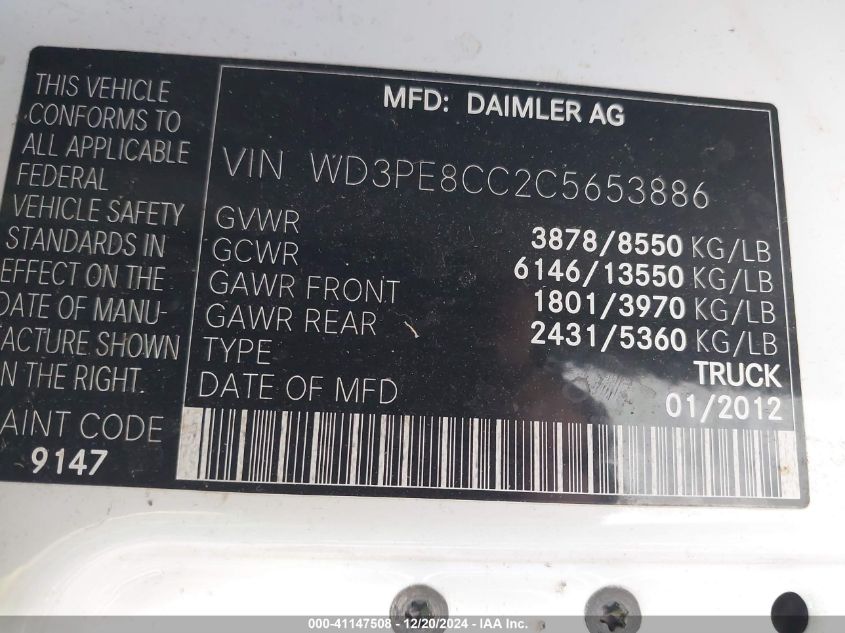 MFD: DAIMLER AG
THIS VEHICLE
CONFORMS TO
ALL APPLICABLE
FEDERAL
VEHICLE SAFETY
STANDARDS IN
EFFECT ON THE
DATE OF MANU-
FACTURE SHOWN
IN THE RIGHT.
VIN WD3PE8CC2C5653886
GVWR 3878/8550 KG/LB
GCWR 6146/13550 KG/LB
GAWR FRONT 1801/3970 KG/LB
GAWR REAR 2431/5360 KG/LB
TYPE TRUCK
DATE OF MFD 01/2012
AINT CODE
9147
000-41147508 - 12/20/2024 - IAAI.COM